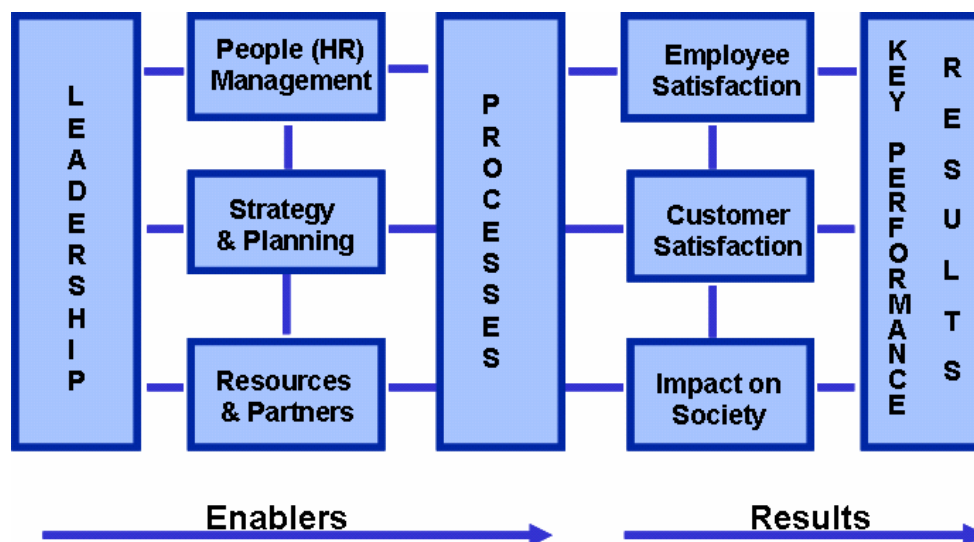 LEADERSHIP
People (HR)
Management
Strategy
& Planning
Resources
& Partners
PROCESSES
Employee
Satisfaction
Customer
Satisfaction
Impact on
Society
KEY PERFORMANCE
RESULTS
Enablers
Results